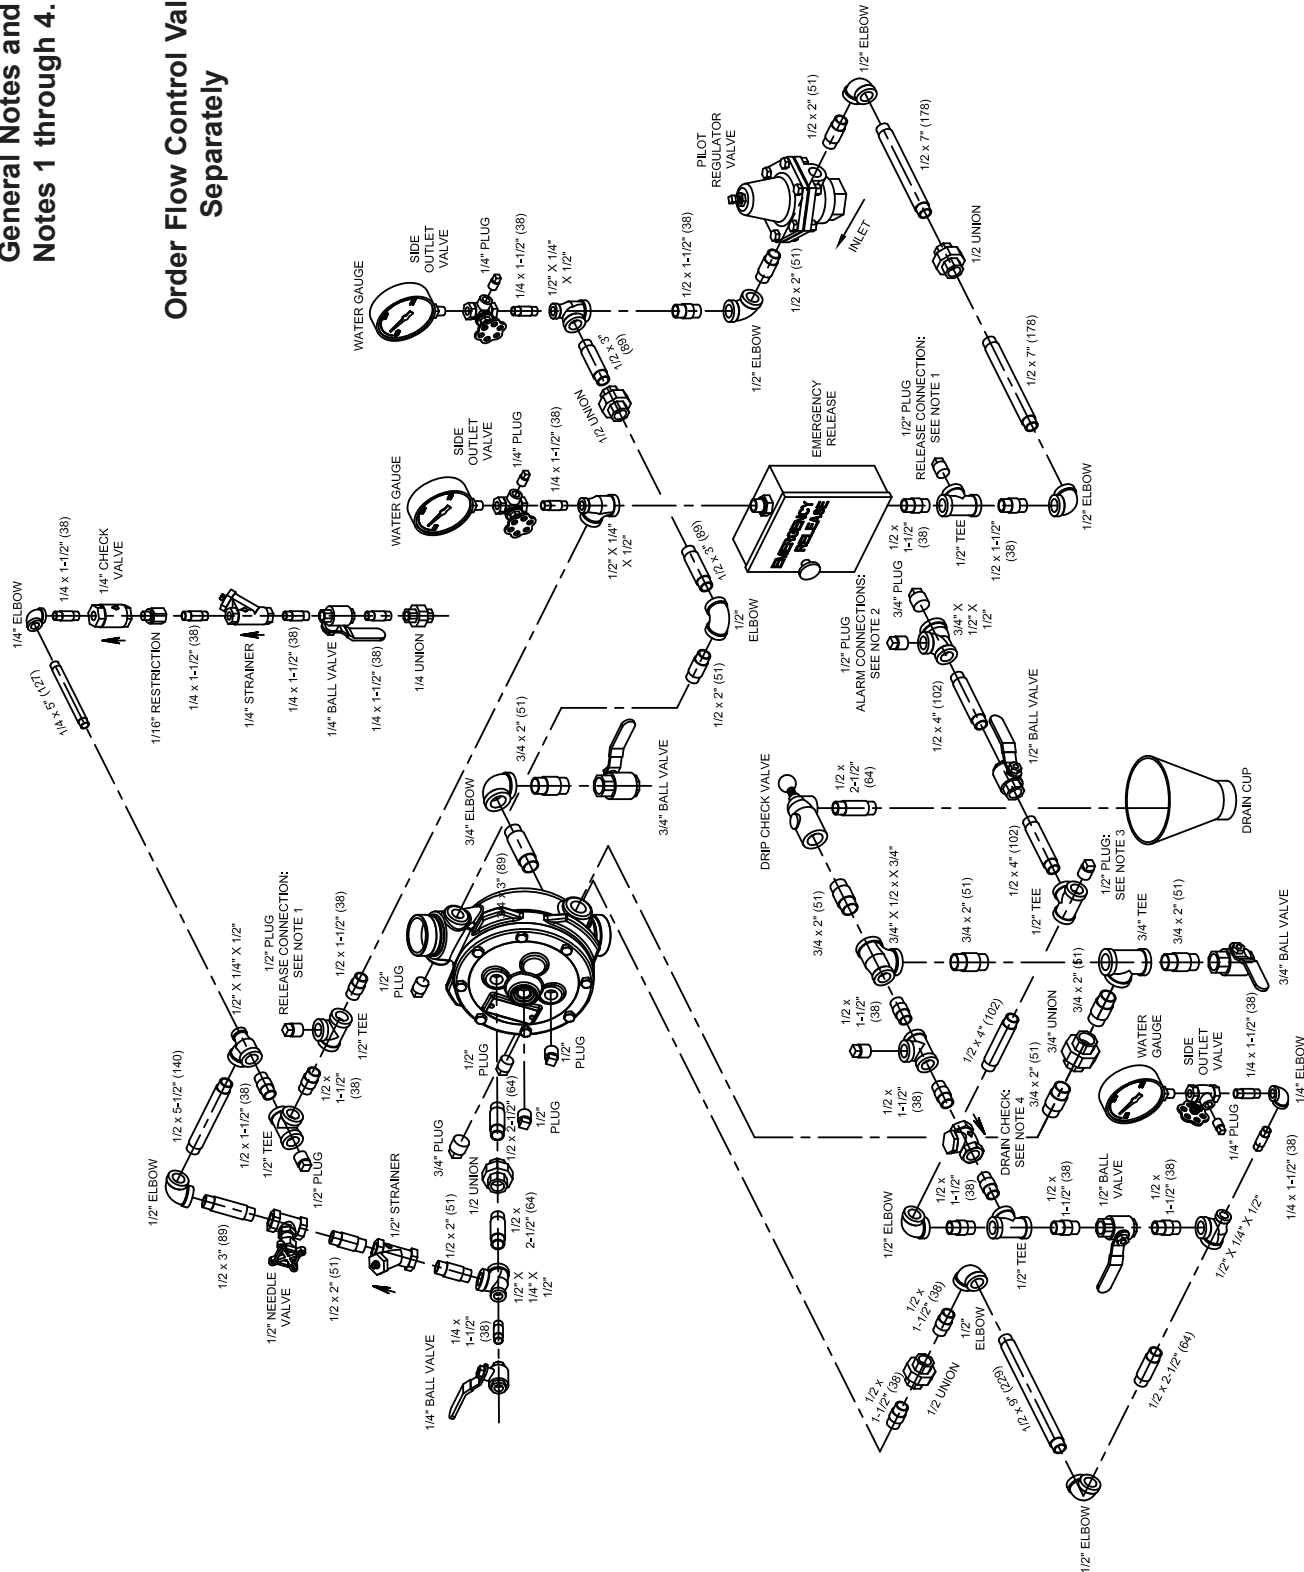 General Notes and
Notes 1 through 4.
Order Flow Control Val
Separately
1/4" ELBOW
1/4 x 1-1/2" (38)
1/4" CHECK
VALVE
1/4 x 5" (127)
1/16" RESTRICTION
1/4 x 1-1/2" (38)
1/4" STRAINER
1/4 x 1-1/2" (38)
1/4" BALL VALVE
1/4 x 1-1/2" (38)
1/4 UNION
WATER GAUGE
SIDE
OUTLET
VALVE
1/4" PLUG
1/4 x 1-1/2" (38)
1/2" X 1/4"
X 1/2"
WATER GAUGE
SIDE
OUTLET
VALVE
1/4" PLUG
1/4 x 1-1/2" (38)
1/2" X 1/4"
X 1/2"
1/2 x 3"
(89)
1/2 UNION
1/2 x 1-1/2" (38)
1/2" ELBOW
1/2 x 2" (51)
PILOT
REGULATOR
VALVE
INLET
1/2 x 2" (51)
1/2" ELBOW
1/2 x 7" (178)
1/2 UNION
1/2 x 7" (178)
1/2" ELBOW
EMERGENCY
RELEASE
EMERGENCY
RELEASE
1/2" PLUG
RELEASE CONNECTION:
SEE NOTE 1
1/2 x
1-1/2"
(38)
1/2" TEE
1/2 x 1-1/2"
(38)
1/2 x 3" (89)
1/2"
ELBOW
1/2 x 2" (51)
3/4 x 2" (51)
3/4" ELBOW
3/4" BALL VALVE
3/4 x 3" (89)
1/2" X 1/4" X 1/2"
1/2" PLUG
RELEASE CONNECTION:
SEE NOTE 1
1/2 x 1-1/2" (38)
1/2" TEE
1/2 x
1-1/2"
(38)
1/2 x 5-1/2" (140)
1/2 x 1-1/2" (38)
1/2" TEE
1/2" PLUG
1/2" ELBOW
1/2 x 3" (89)
1/2" NEEDLE
VALVE
1/2 x 2" (51)
1/2" STRAINER
1/2 x 2" (51)
1/2" X
1/4" X
1/2"
1/4 x
1-1/2"
(38)
1/4" BALL VALVE
1/2 x
2-1/2" (64)
1/2 UNION
1/2 x 2-1/2" (64)
3/4" PLUG
1/2"
PLUG
1/2"
PLUG
1/2"
PLUG
1/2"
PLUG
3/4" PLUG
1/2" PLUG
ALARM CONNECTIONS:
SEE NOTE 2
3/4" X
1/2" X
1/2"
1/2 x 4" (102)
1/2" BALL VALVE
1/2 x 4" (102)
1/2" TEE
1/2" PLUG:
SEE NOTE 3
DRIP CHECK VALVE
1/2 x
2-1/2"
(64)
DRAIN CUP
3/4 x 2" (51)
3/4" X 1/2 x X 3/4"
3/4 x 2" (51)
3/4" TEE
3/4 x 2" (51)
3/4" BALL VALVE
3/4 x 2" (51)
3/4" UNION
3/4 x 2" (51)
1/2 x 4" (102)
1/2 x
1-1/2"
(38)
1/2 x
1-1/2"
(38)
DRAIN CHECK:
SEE NOTE 4
1/2 x
1-1/2"
(38)
1/2" ELBOW
1/2" TEE
1/2 x
1-1/2" (38)
1/2" BALL
VALVE
1/2 x
1-1/2" (38)
1/2" X 1/4" X 1/2"
WATER
GAUGE
SIDE
OUTLET
VALVE
1/4" PLUG
1/4 x 1-1/2" (38)
1/4" ELBOW
1/4 x 1-1/2" (38)
1/2 x 2-1/2" (64)
1/2" ELBOW
1/2 x 9" (229)
1/2"
ELBOW
1/2 x
1-1/2" (38)
1/2 UNION
1/2 x
1-1/2" (38)